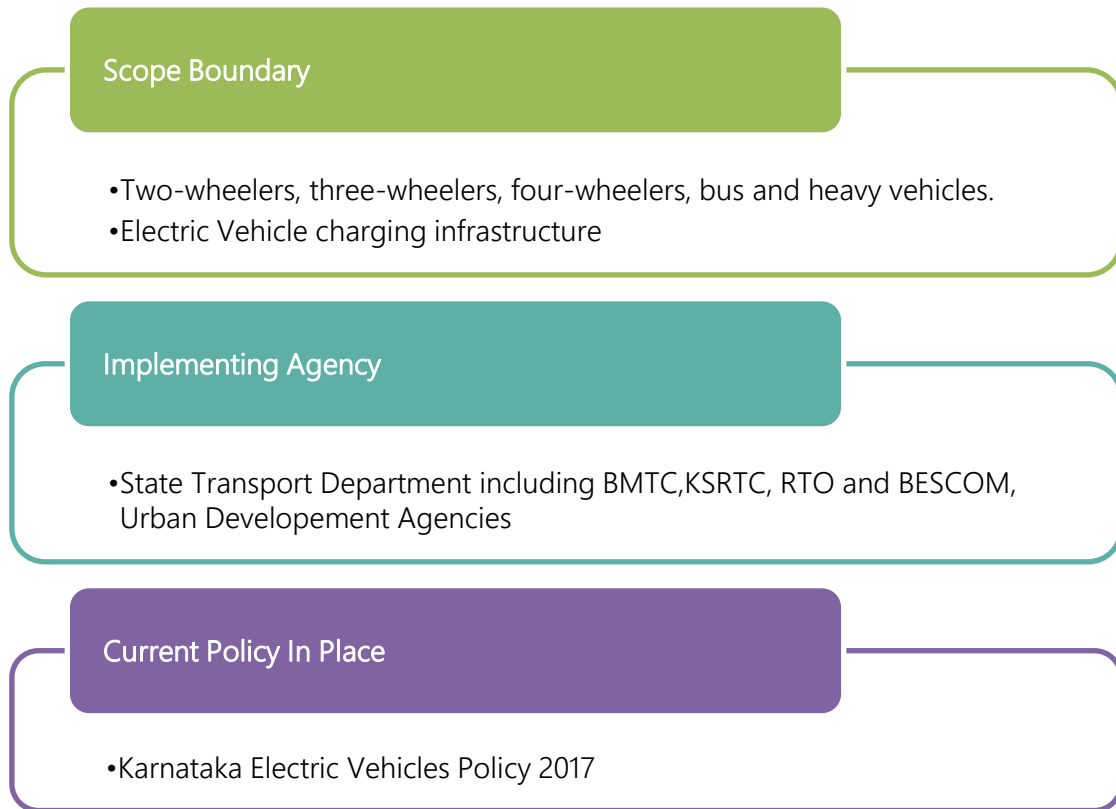 Scope Boundary
•Two-wheelers, three-wheelers, four-wheelers, bus and heavy vehicles.
•Electric Vehicle charging infrastructure
Implementing Agency
•State Transport Department including BMTC,KSRTC, RTO and BESCOM,
Urban Developement Agencies
Current Policy In Place
•Karnataka Electric Vehicles Policy 2017